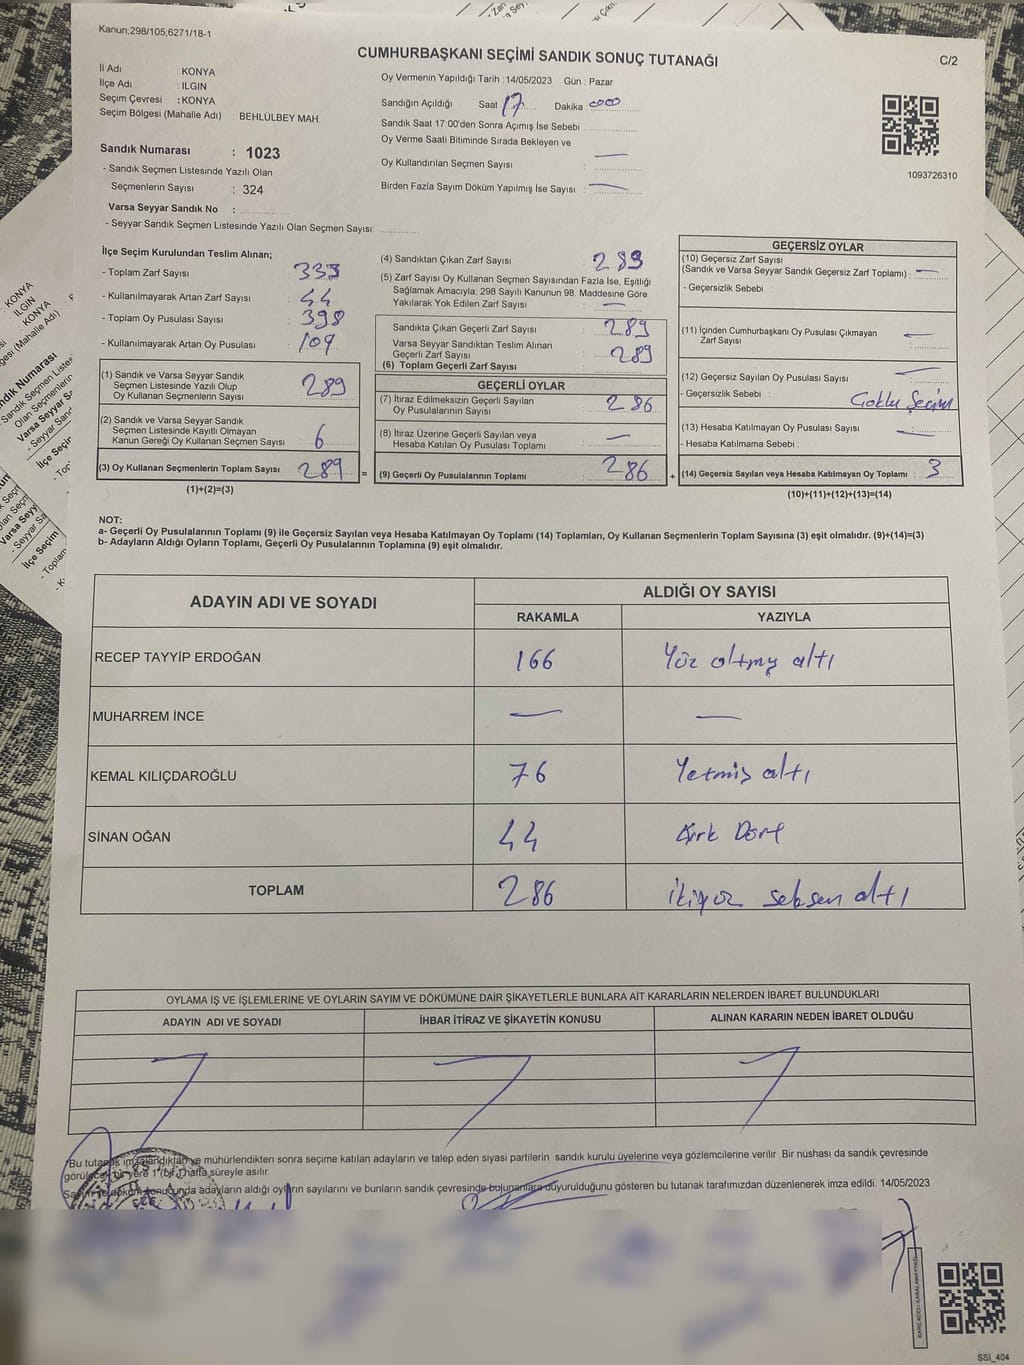 Kanun;298/105,6271/18-1
CUMHURBAŞKANI SEÇİMİ SANDIK SONUÇ TUTANAĞI
C/2
İl Adı : KONYA
İlçe Adı : ILGIN
Seçim Çevresi : KONYA
Seçim Bölgesi (Mahalle Adı) BEHLÜLBEY MAH.
Sandık Numarası : 1023
- Sandık Seçmen Listesinde Yazılı Olan
Seçmenlerin Sayısı : 324
Varsa Seyyar Sandık No :
- Seyyar Sandık Seçmen Listesinde Yazılı Olan Seçmen Sayısı:
Oy Vermenin Yapıldığı Tarih :14/05/2023 Gün : Pazar
Sandığın Açıldığı Saat 17 Dakika 0000
Sandık Saat 17:00'den Sonra Açımış İse Sebebi :
Oy Verme Saati Bitiminde Sırada Bekleyen ve
Oy Kullandırılan Seçmen Sayısı : —
Birden Fazla Sayım Döküm Yapılmış İse Sayısı : —
1093726310
İlçe Seçim Kurulundan Teslim Alınan;
- Toplam Zarf Sayısı : 333
- Kullanılmayarak Artan Zarf Sayısı : 44
- Toplam Oy Pusulası Sayısı : 398
- Kullanılmayarak Artan Oy Pusulası : 109
(1) Sandık ve Varsa Seyyar Sandık
Seçmen Listesinde Yazılı Olup
Oy Kullanan Seçmenlerin Sayısı : 289
(2) Sandık ve Varsa Seyyar Sandık
Seçmen Listesinde Kayıtlı Olmayan
Kanun Gereği Oy Kullanan Seçmen Sayısı : 6
(3) Oy Kullanan Seçmenlerin Toplam Sayısı : 289 =
(1)+(2)=(3)
(4) Sandıktan Çıkan Zarf Sayısı : 289
(5) Zarf Sayısı Oy Kullanan Seçmen Sayısından Fazla İse, Eşitliği
Sağlamak Amacıyla; 298 Sayılı Kanunun 98. Maddesine Göre
Yakılarak Yok Edilen Zarf Sayısı : —
Sandıkta Çıkan Geçerli Zarf Sayısı : 289
Varsa Seyyar Sandıktan Teslim Alınan
Geçerli Zarf Sayısı : 289
(6) Toplam Geçerli Zarf Sayısı :
GEÇERLİ OYLAR
(7) İtiraz Edilmeksizin Geçerli Sayılan
Oy Pusulalarının Sayısı : 286
(8) İtiraz Üzerine Geçerli Sayılan veya
Hesaba Katılan Oy Pusulaları Toplamı : —
(9) Geçerli Oy Pusulalarının Toplamı : 286 +
GEÇERSİZ OYLAR
(10) Geçersiz Zarf Sayısı
(Sandık ve Varsa Seyyar Sandık Geçersiz Zarf Toplamı) : —
- Geçersizlik Sebebi :
(11) İçinden Cumhurbaşkanı Oy Pusulası Çıkmayan
Zarf Sayısı : —
(12) Geçersiz Sayılan Oy Pusulası Sayısı : —
- Geçersizlik Sebebi : Çoklu Seçim
(13) Hesaba Katılmayan Oy Pusulası Sayısı : —
- Hesaba Katılmama Sebebi :
(14) Geçersiz Sayılan veya Hesaba Katılmayan Oy Toplamı : 3
(10)+(11)+(12)+(13)=(14)
NOT:
a- Geçerli Oy Pusulalarının Toplamı (9) ile Geçersiz Sayılan veya Hesaba Katılmayan Oy Toplamı (14) Toplamları, Oy Kullanan Seçmenlerin Toplam Sayısına (3) eşit olmalıdır. (9)+(14)=(3)
b- Adayların Aldığı Oyların Toplamı, Geçerli Oy Pusulalarının Toplamına (9) eşit olmalıdır.
ADAYIN ADI VE SOYADI
ALDIĞI OY SAYISI
RAKAMLA YAZIYLA
RECEP TAYYİP ERDOĞAN 166 Yüz altmış altı
MUHARREM İNCE — —
KEMAL KILIÇDAROĞLU 76 Yetmiş altı
SİNAN OĞAN 44 Kırk Dört
TOPLAM 286 ikiyüz seksen altı
OYLAMA İŞ VE İŞLEMLERİNE VE OYLARIN SAYIM VE DÖKÜMÜNE DAİR ŞİKAYETLERLE BUNLARA AİT KARARLARIN NELERDEN İBARET BULUNDUKLARI
ADAYIN ADI VE SOYADI İHBAR İTİRAZ VE ŞİKAYETİN KONUSU ALINAN KARARIN NEDEN İBARET OLDUĞU
*Bu tutanak imzalandıktan ve mühürlendikten sonra seçime katılan adayların ve talep eden siyasi partilerin sandık kurulu üyelerine veya gözlemcilerine verilir .Bir nüshası da sandık çevresinde
görülecek bir yere 1 (bir) hafta süreyle asılır.
Sayım ve döküm sonucunda adayların aldığı oyların sayılarını ve bunların sandık çevresinde bulunanlara duyurulduğunu gösteren bu tutanak tarafımızdan düzenlenerek imza edildi. 14/05/2023
SSI_404